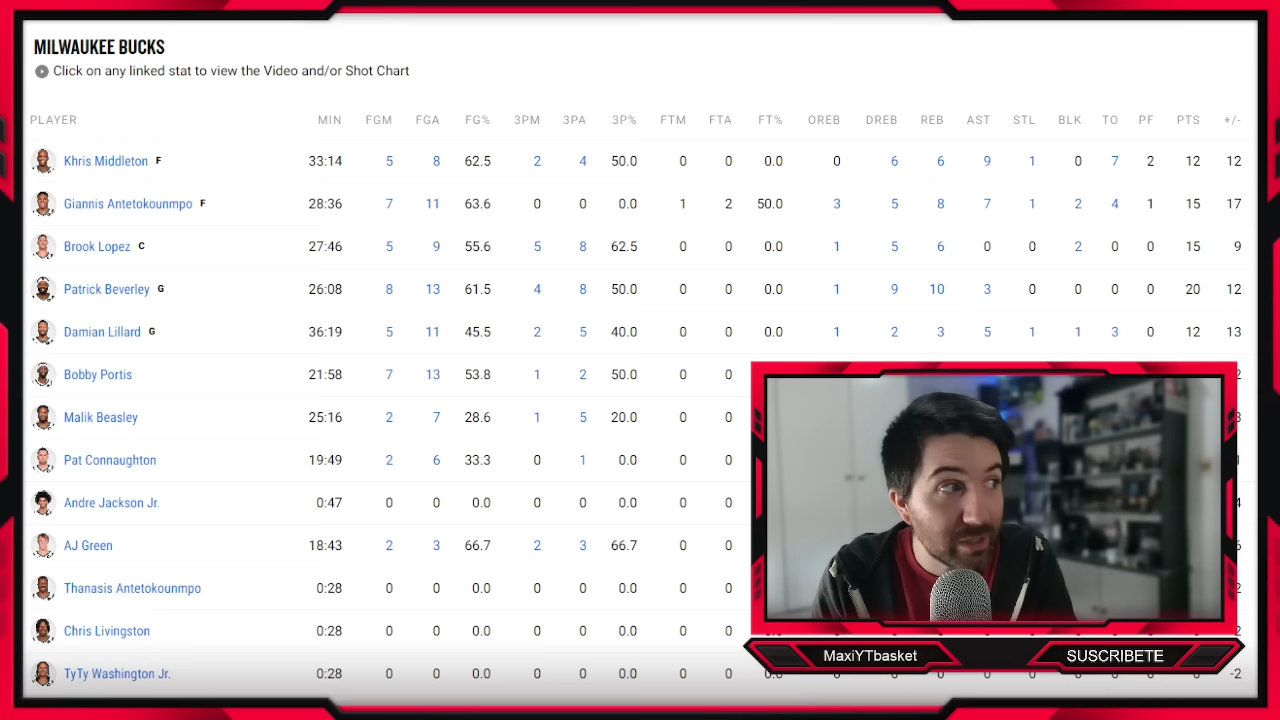 MILWAUKEE BUCKS
Click on any linked stat to view the Video and/or Shot Chart
PLAYER MIN FGM FGA FG% 3PM 3PA 3P% FTM FTA FT% OREB DREB REB AST STL BLK TO PF PTS +/-
Khris Middleton F 33:14 5 8 62.5 2 4 50.0 0 0 0.0 0 6 6 9 1 0 7 2 12 12
Giannis Antetokounmpo F 28:36 7 11 63.6 0 0 0.0 1 2 50.0 3 5 8 7 1 2 4 1 15 17
Brook Lopez C 27:46 5 9 55.6 5 8 62.5 0 0 0.0 1 5 6 0 0 2 0 0 15 9
Patrick Beverley G 26:08 8 13 61.5 4 8 50.0 0 0 0.0 1 9 10 3 0 0 0 0 20 12
Damian Lillard G 36:19 5 11 45.5 2 5 40.0 0 0 0.0 1 2 3 5 1 1 3 0 12 13
Bobby Portis 21:58 7 13 53.8 1 2 50.0 0 0
Malik Beasley 25:16 2 7 28.6 1 5 20.0 0 0
Pat Connaughton 19:49 2 6 33.3 0 1 0.0 0 0
Andre Jackson Jr. 0:47 0 0 0.0 0 0 0.0 0 0
AJ Green 18:43 2 3 66.7 2 3 66.7 0 0
Thanasis Antetokounmpo 0:28 0 0 0.0 0 0 0.0 0 0
Chris Livingston 0:28 0 0 0.0 0 0 0.0 0 0
MaxiYTbasket SUSCRIBETE
TyTy Washington Jr. 0:28 0 0 0.0 0 0 0.0 0 0 -2